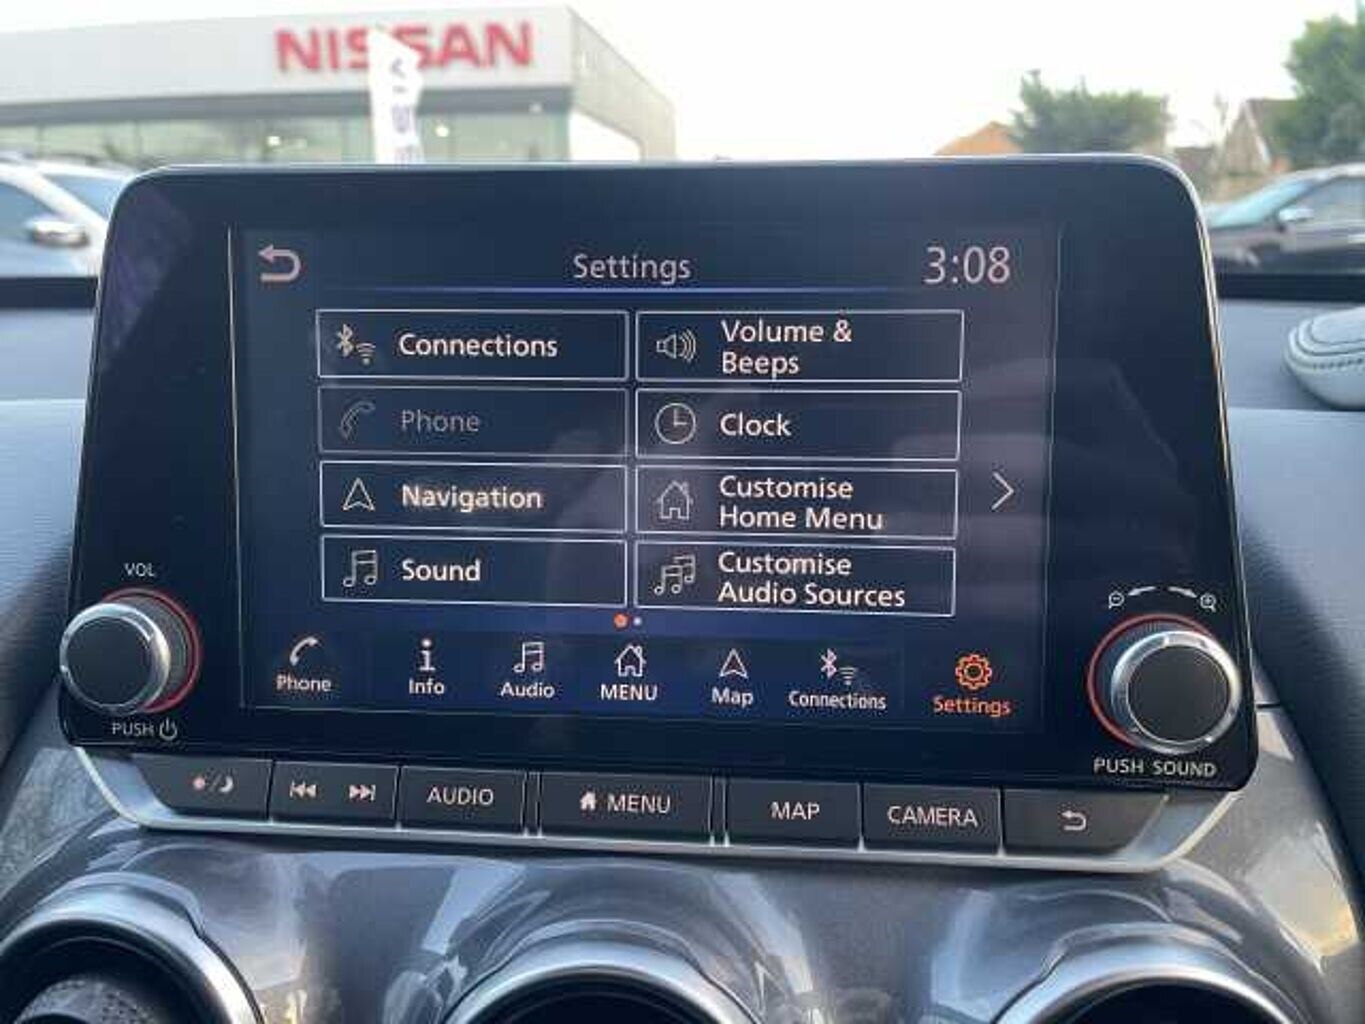 NISSAN
Settings
3:08
Connections
Volume &
Beeps
Phone
Clock
Navigation
Customise
Home Menu
Sound
Customise
Audio Sources
VOL
PUSH
Phone
Info
Audio
MENU
Map
Connections
Settings
PUSH SOUND
AUDIO
MENU
MAP
CAMERA